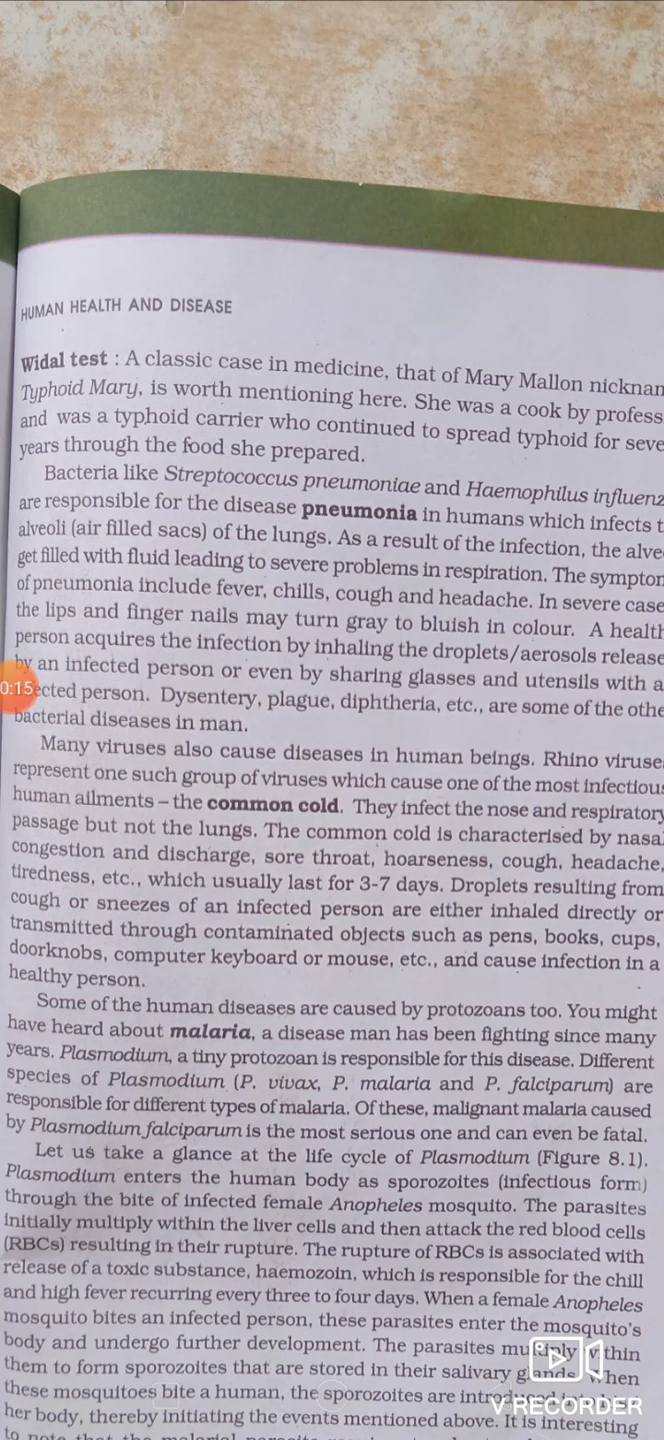 HUMAN HEALTH AND DISEASE
Widal test : A classic case in medicine, that of Mary Mallon nicknam
Typhoid Mary, is worth mentioning here. She was a cook by profess
and was a typhoid carrier who continued to spread typhoid for seve
years through the food she prepared.
Bacteria like Streptococcus pneumoniae and Haemophilus influenz
are responsible for the disease pneumonia in humans which infects t
alveoli (air filled sacs) of the lungs. As a result of the infection, the alve
get filled with fluid leading to severe problems in respiration. The symptom
of pneumonia include fever, chills, cough and headache. In severe case
the lips and finger nails may turn gray to bluish in colour. A health
person acquires the infection by inhaling the droplets/aerosols release
by an infected person or even by sharing glasses and utensils with a
0:15
ected person. Dysentery, plague, diphtheria, etc., are some of the othe
bacterial diseases in man.
Many viruses also cause diseases in human beings. Rhino viruse
represent one such group of viruses which cause one of the most infectious
human ailments – the common cold. They infect the nose and respiratory
passage but not the lungs. The common cold is characterised by nasal
congestion and discharge, sore throat, hoarseness, cough, headache,
tiredness, etc., which usually last for 3-7 days. Droplets resulting from
cough or sneezes of an infected person are either inhaled directly or
transmitted through contaminated objects such as pens, books, cups,
doorknobs, computer keyboard or mouse, etc., and cause infection in a
healthy person.
Some of the human diseases are caused by protozoans too. You might
have heard about malaria, a disease man has been fighting since many
years. Plasmodium, a tiny protozoan is responsible for this disease. Different
species of Plasmodium (P. vivax, P. malaria and P. falciparum) are
responsible for different types of malaria. Of these, malignant malaria caused
by Plasmodium falciparum is the most serious one and can even be fatal.
Let us take a glance at the life cycle of Plasmodium (Figure 8.1).
Plasmodium enters the human body as sporozoites (infectious form)
through the bite of infected female Anopheles mosquito. The parasites
initially multiply within the liver cells and then attack the red blood cells
(RBCs) resulting in their rupture. The rupture of RBCs is associated with
release of a toxic substance, haemozoin, which is responsible for the chill
and high fever recurring every three to four days. When a female Anopheles
mosquito bites an infected person, these parasites enter the mosquito's
body and undergo further development. The parasites multiply within
them to form sporozoites that are stored in their salivary glands. When
these mosquitoes bite a human, the sporozoites are introduced
her body, thereby initiating the events mentioned above. It is interesting
to note that the malarial
V RECORDER